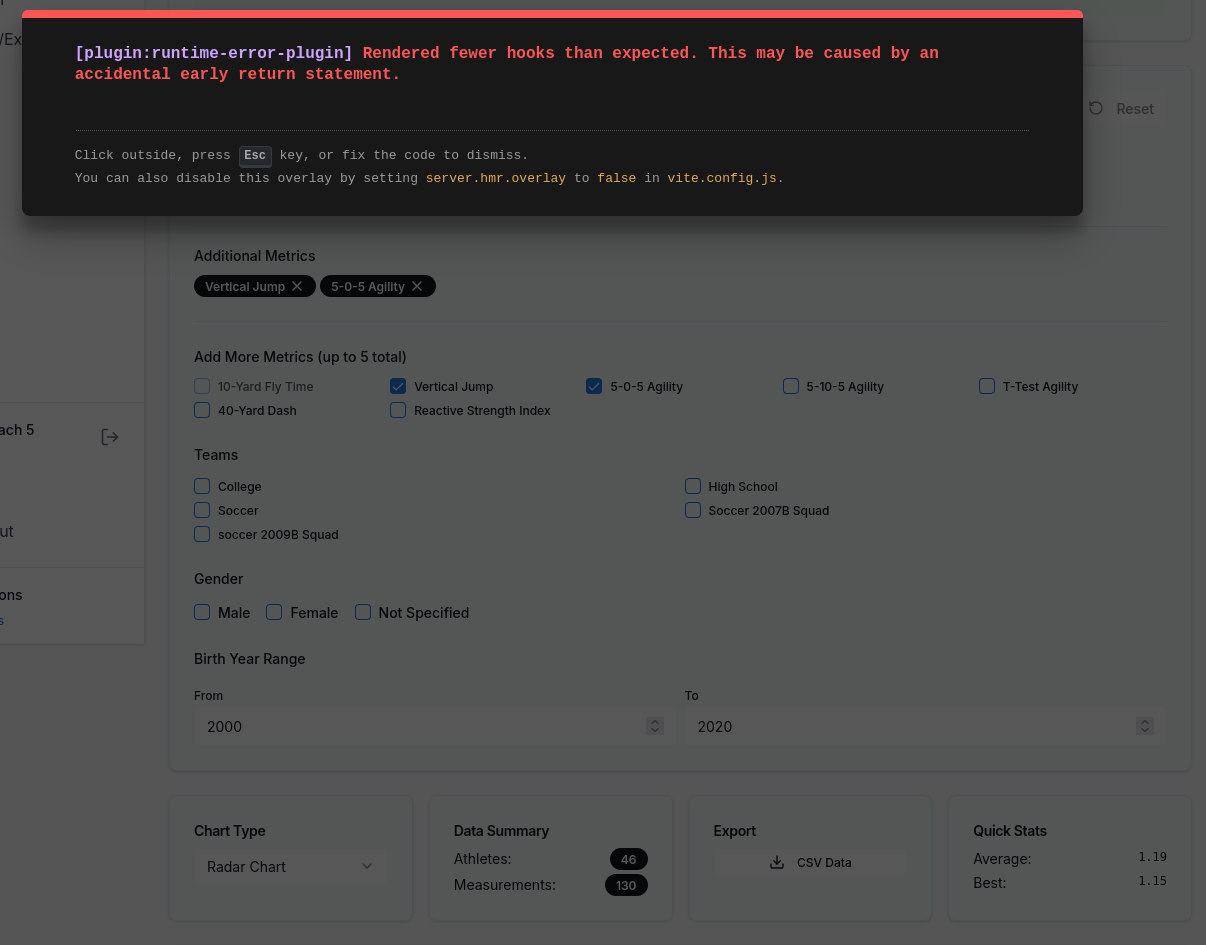 /Ex
[plugin:runtime-error-plugin] Rendered fewer hooks than expected. This may be caused by an
accidental early return statement.
Reset
Click outside, press Esc key, or fix the code to dismiss.
You can also disable this overlay by setting server.hmr.overlay to false in vite.config.js.
Additional Metrics
Vertical Jump 5-0-5 Agility
Add More Metrics (up to 5 total)
10-Yard Fly Time Vertical Jump 5-0-5 Agility 5-10-5 Agility T-Test Agility
40-Yard Dash Reactive Strength Index
ach 5
Teams
College High School
Soccer Soccer 2007B Squad
soccer 2009B Squad
ut
Gender
ons
Male Female Not Specified
s
Birth Year Range
From To
2000 2020
Chart Type Data Summary Export Quick Stats
Athletes: 46 Average: 1.19
Radar Chart CSV Data
Measurements: 130 Best: 1.15